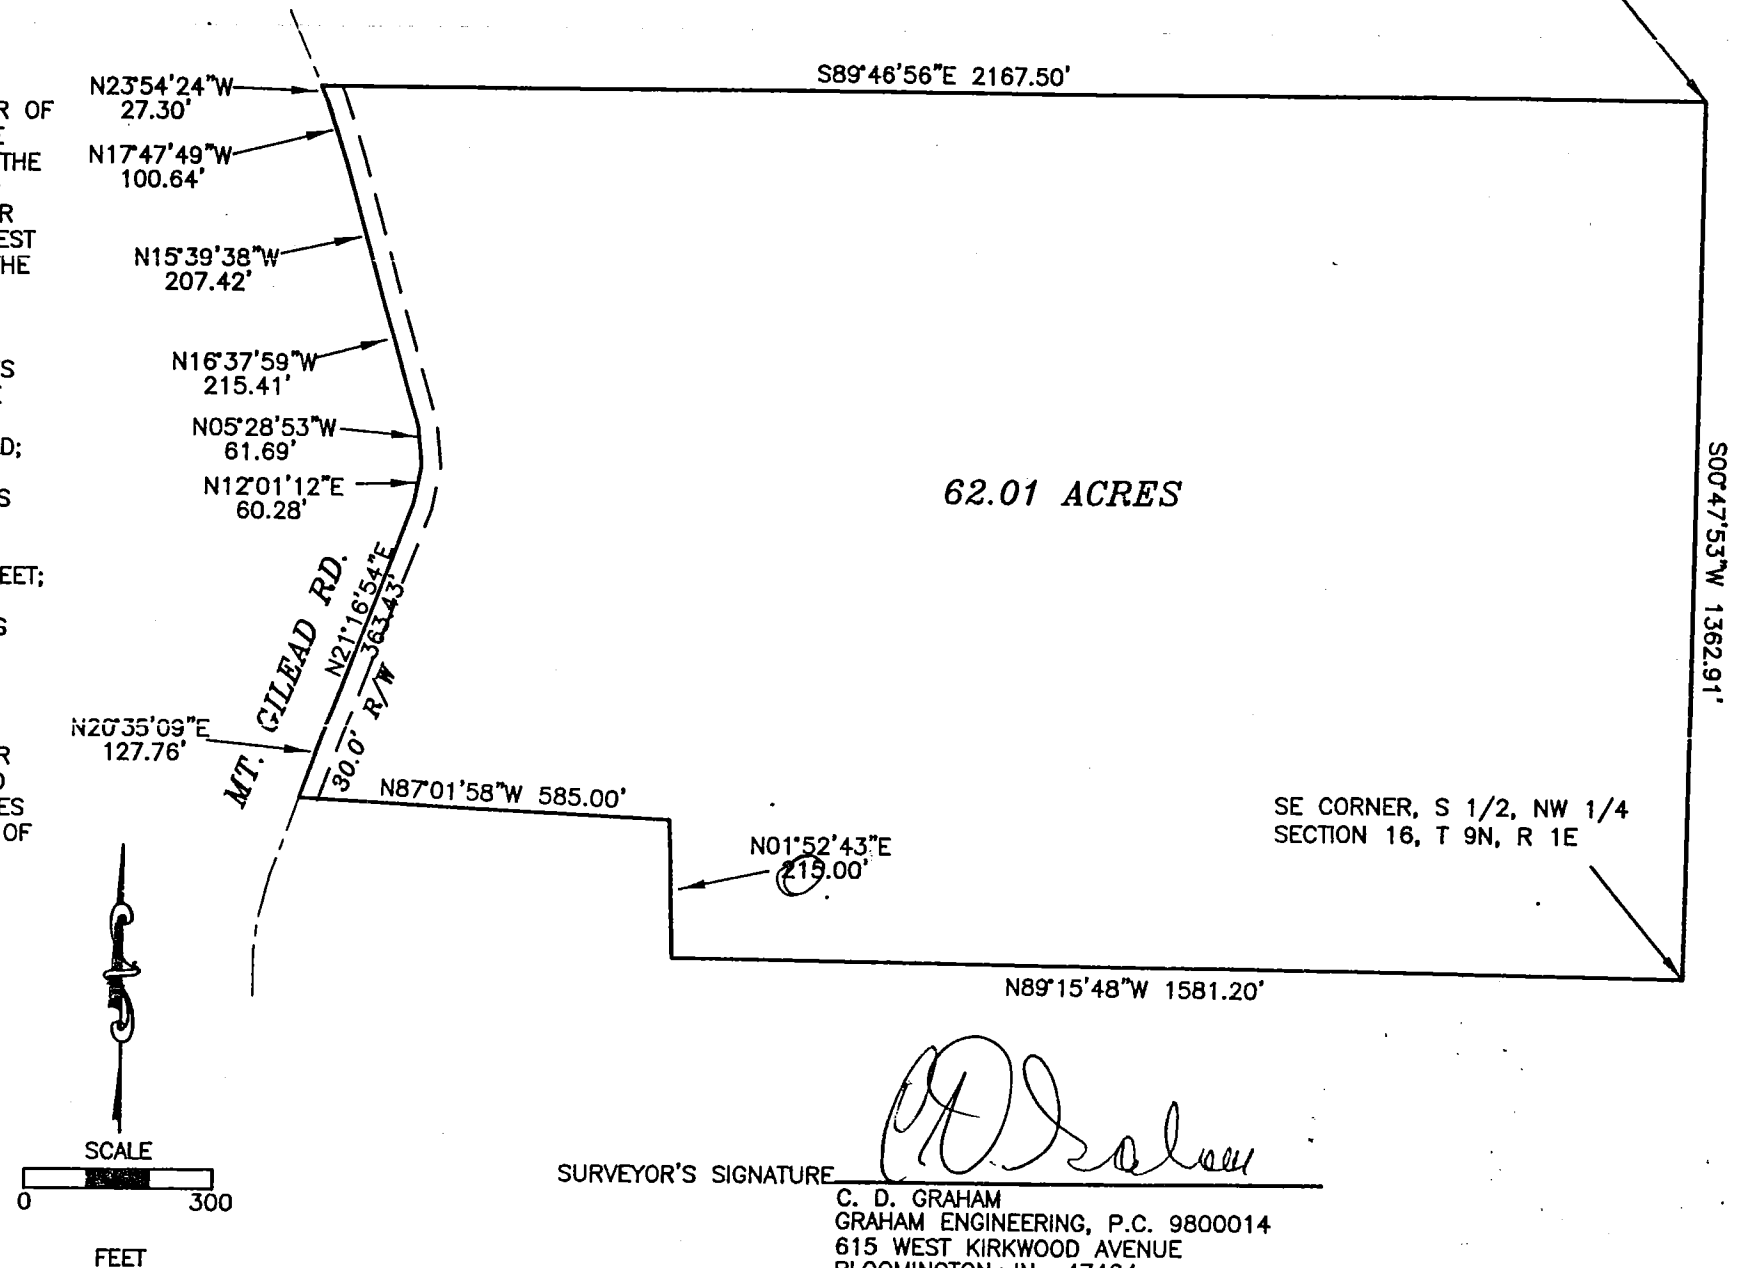 R OF
E
THE
R
EST
THE
S
E
D;
S
EET;
S
R
D
ES
OF
N23°54'24"W
27.30'
N17°47'49"W
100.64'
N15°39'38"W
207.42'
N16°37'59"W
215.41'
N05°28'53"W
61.69'
N12°01'12"E
60.28'
N21°16'54"E
363.43'
MT. GILEAD RD.
30.0' R/W
N20°35'09"E
127.76'
S89°46'56"E 2167.50'
62.01 ACRES
S00°47'53"W 1362.91'
N87°01'58"W 585.00'
N01°52'43"E
215.00'
SE CORNER, S 1/2, NW 1/4
SECTION 16, T 9N, R 1E
N89°15'48"W 1581.20'
SCALE
0 300
FEET
SURVEYOR'S SIGNATURE
C. D. GRAHAM
GRAHAM ENGINEERING, P.C. 9800014
615 WEST KIRKWOOD AVENUE
BLOOMINGTON, IN